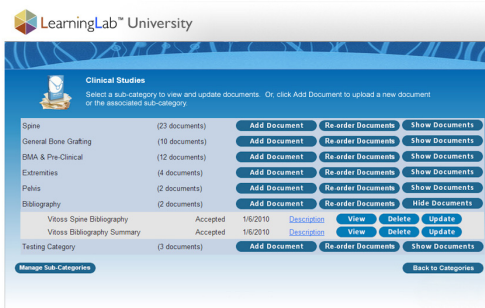 LearningLab™ University
Clinical Studies
Select a sub-category to view and update documents. Or, click Add Document to upload a new document
or the associated sub-category.
Spine (23 documents) Add Document Re-order Documents Show Documents
General Bone Grafting (10 documents) Add Document Re-order Documents Show Documents
BMA & Pre-Clinical (12 documents) Add Document Re-order Documents Show Documents
Extremities (4 documents) Add Document Re-order Documents Show Documents
Pelvis (2 documents) Add Document Re-order Documents Show Documents
Bibliography (2 documents) Add Document Re-order Documents Hide Documents
Vitoss Spine Bibliography Accepted 1/6/2010 Description View Delete Update
Vitoss Bibliography Summary Accepted 1/6/2010 Description View Delete Update
Testing Category (3 documents) Add Document Re-order Documents Show Documents
Manage Sub-Categories Back to Categories